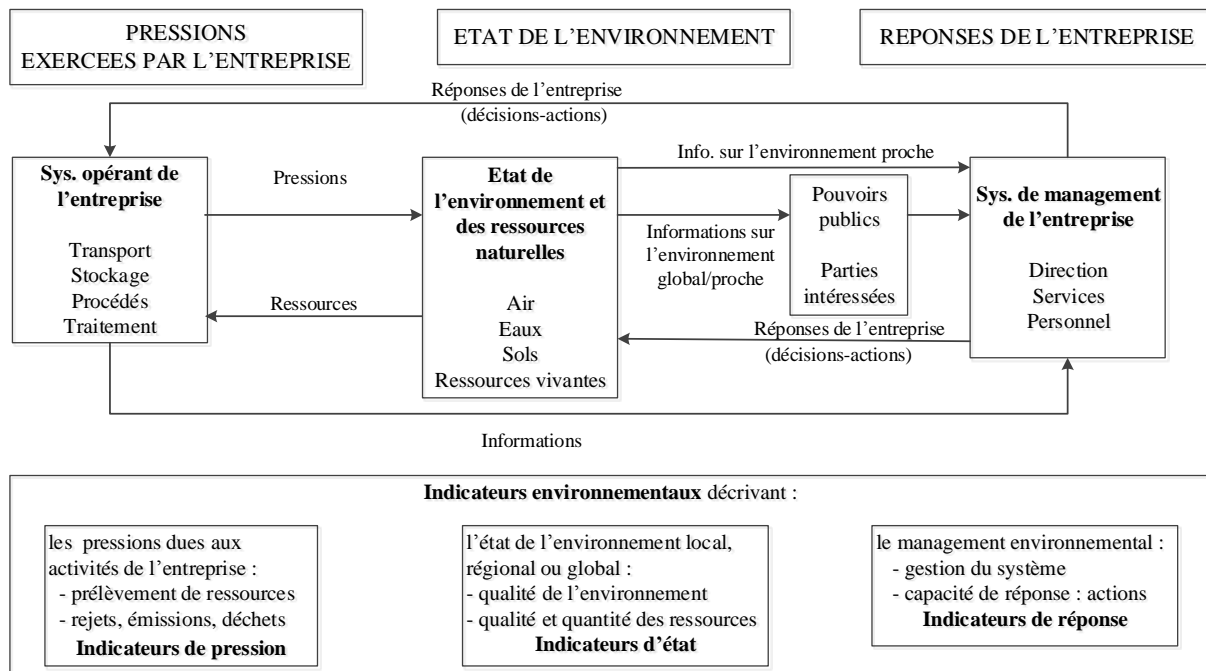 PRESSIONS
EXERCEES PAR L'ENTREPRISE
ETAT DE L'ENVIRONNEMENT
REPONSES DE L'ENTREPRISE
Réponses de l'entreprise
(décisions-actions)
Sys. opérant de
l'entreprise
Transport
Stockage
Procédés
Traitement
Pressions
Ressources
Etat de
l'environnement et
des ressources
naturelles
Air
Eaux
Sols
Ressources vivantes
Info. sur l'environnement proche
Informations sur
l'environnement
global/proche
Pouvoirs
publics
Parties
intéressées
Réponses de l'entreprise
(décisions-actions)
Sys. de management
de l'entreprise
Direction
Services
Personnel
Informations
Indicateurs environnementaux décrivant :
les pressions dues aux
activités de l'entreprise :
- prélèvement de ressources
- rejets, émissions, déchets
Indicateurs de pression
l'état de l'environnement local,
régional ou global :
- qualité de l'environnement
- qualité et quantité des ressources
Indicateurs d'état
le management environnemental :
- gestion du système
- capacité de réponse : actions
Indicateurs de réponse